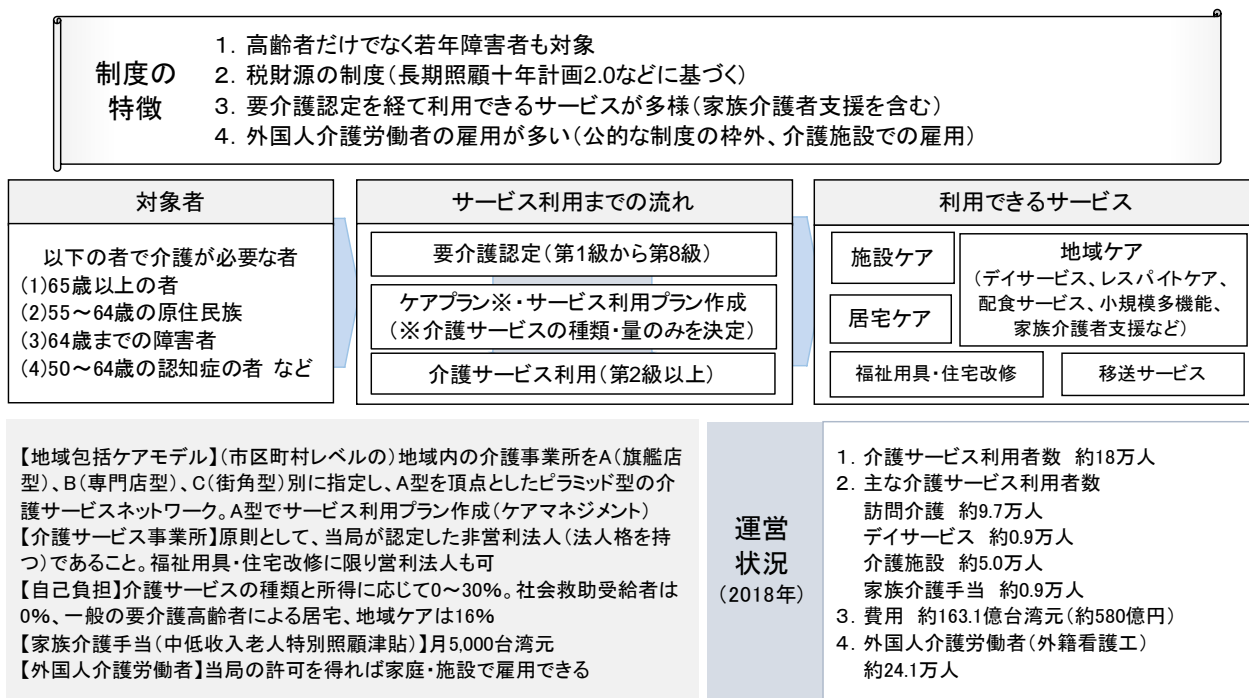 制度の
特徴
1．高齢者だけでなく若年障害者も対象
2．税財源の制度（長期照顧十年計画2.0などに基づく）
3．要介護認定を経て利用できるサービスが多様（家族介護者支援を含む）
4．外国人介護労働者の雇用が多い（公的な制度の枠外、介護施設での雇用）
対象者
以下の者で介護が必要な者
(1)65歳以上の者
(2)55～64歳の原住民族
(3)64歳までの障害者
(4)50～64歳の認知症の者 など
サービス利用までの流れ
要介護認定（第1級から第8級）
ケアプラン※・サービス利用プラン作成
（※介護サービスの種類・量のみを決定）
介護サービス利用（第2級以上）
利用できるサービス
施設ケア
居宅ケア
地域ケア
（デイサービス、レスパイトケア、
配食サービス、小規模多機能、
家族介護者支援など）
福祉用具・住宅改修
移送サービス
【地域包括ケアモデル】（市区町村レベルの）地域内の介護事業所をA（旗艦店
型）、B（専門店型）、C（街角型）別に指定し、A型を頂点としたピラミッド型の介
護サービスネットワーク。A型でサービス利用プラン作成（ケアマネジメント）
【介護サービス事業所】原則として、当局が認定した非営利法人（法人格を持
つ）であること。福祉用具・住宅改修に限り営利法人も可
【自己負担】介護サービスの種類と所得に応じて0～30%。社会救助受給者は
0%、一般の要介護高齢者による居宅、地域ケアは16%
【家族介護手当（中低収入老人特別照顧津貼）】月5,000台湾元
【外国人介護労働者】当局の許可を得れば家庭・施設で雇用できる
運営
状況
（2018年）
1．介護サービス利用者数 約18万人
2．主な介護サービス利用者数
訪問介護 約9.7万人
デイサービス 約0.9万人
介護施設 約5.0万人
家族介護手当 約0.9万人
3．費用 約163.1億台湾元（約580億円）
4．外国人介護労働者（外籍看護工）
約24.1万人